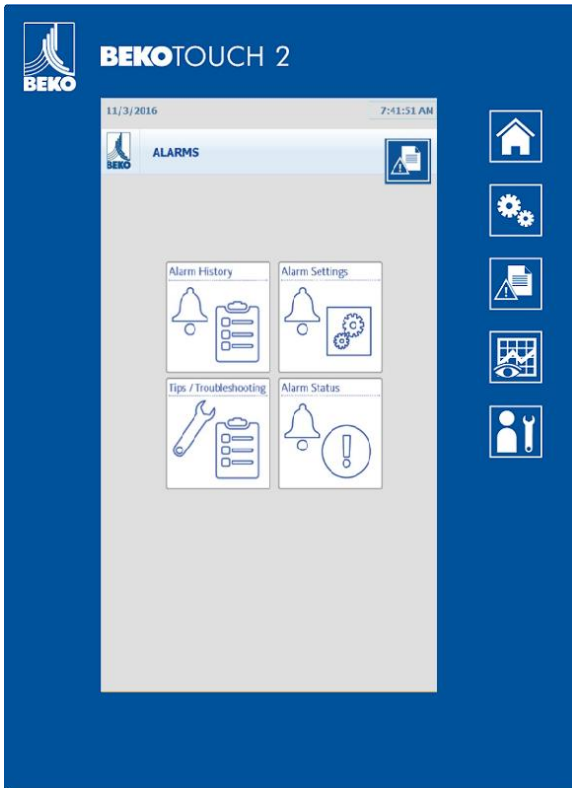 BEKO
BEKOTOUCH 2
11/3/2016 7:41:51 AM
BEKO ALARMS
Alarm History Alarm Settings
Tips / Troubleshooting Alarm Status